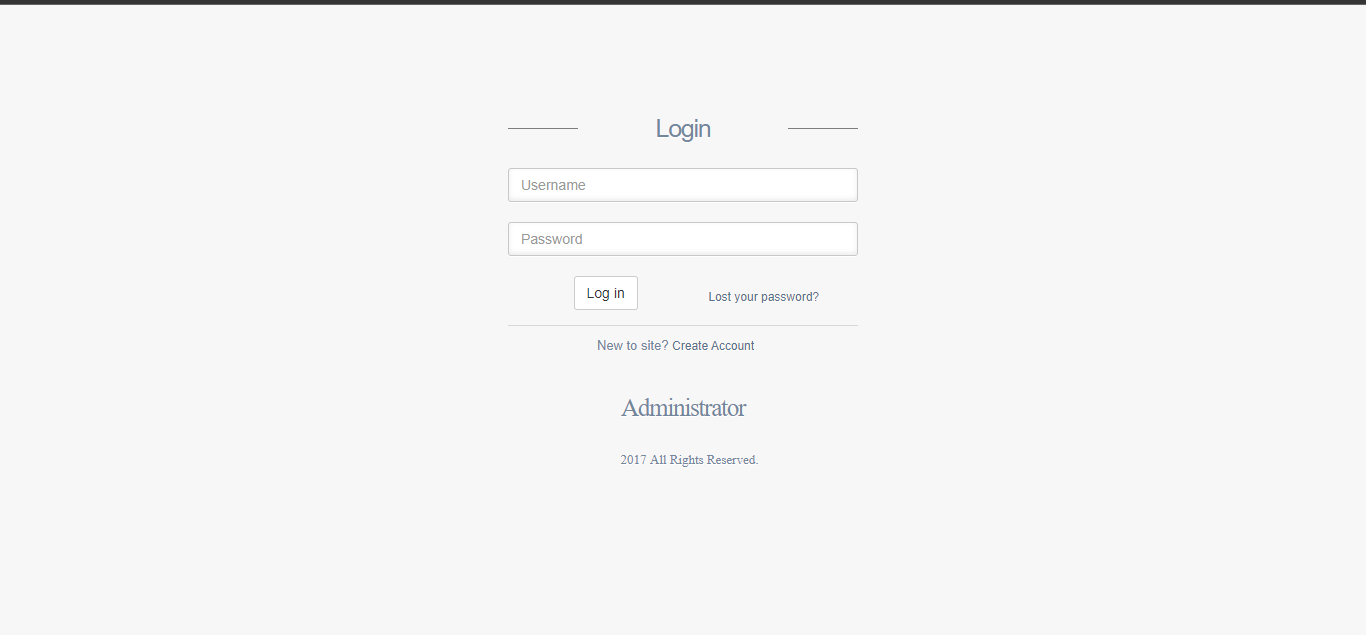 Login
Username
Password
Log in Lost your password?
New to site? Create Account
Administrator
2017 All Rights Reserved.